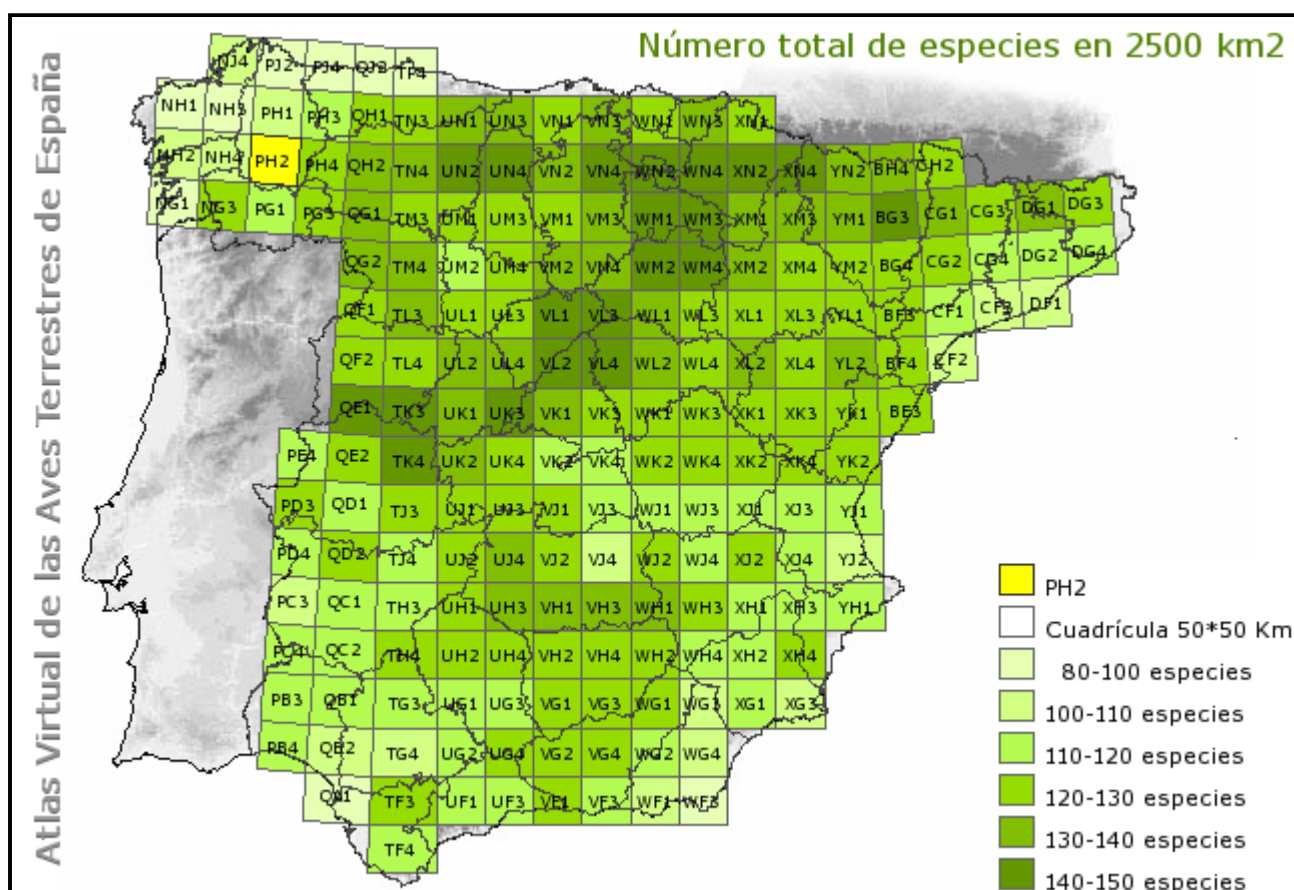 Número total de especies en 2500 km2
Atlas Virtual de las Aves Terrestres de España
NJ4 PJ2 PJ4 QJ2 TP4
NH1 NH3 PH1 PH3 QH1 TN3 UN1 UN3 VN1 VN3 WN1 WN3 XN1
NH2 NH4 PH2 PH4 QH2 TN4 UN2 UN4 VN2 VN4 WN2 WN4 XN2 XN4 YN2 BH4 CH2
NG1 NG3 PG1 PG3 QG1 TM3 UM1 UM3 VM1 VM3 WM1 WM3 XM1 XM3 YM1 BG3 CG1 CG3 DG1 DG3
QG2 TM4 UM2 UM4 VM2 VN4 WM2 WM4 XM2 XM4 YM2 BG4 CG2 CG4 DG2 DG4
QF1 TL3 UL1 UL3 VL1 VL3 WL1 WL3 XL1 XL3 YL1 BF3 CF1 CF3 DF1
QF2 TL4 UL2 UL4 VL2 VL4 WL2 WL4 XL2 XL4 YL2 BF4 CF2
QE1 TK3 UK1 UK3 VK1 VK3 WK1 WK3 XK1 XK3 YK1 BE3
PE4 QE2 TK4 UK2 UK4 VK2 VK4 WK2 WK4 XK2 XK4 YK2
PD3 QD1 TJ3 UJ1 UJ3 VJ1 VJ3 WJ1 WJ3 XJ1 XJ3 YJ1
PD4 QD2 TJ4 UJ2 UJ4 VJ2 VJ4 WJ2 WJ4 XJ2 XJ4 YJ2
PC3 QC1 TH3 UH1 UH3 VH1 VH3 WH1 WH3 XH1 XH3 YH1
PC4 QC2 TH4 UH2 UH4 VH2 VH4 WH2 WH4 XH2 XH4
PB3 QB1 TG3 UG1 UG3 VG1 VG3 WG1 WG3 XG1 XG3
PB4 QB2 TG4 UG2 UG4 VG2 VG4 WG2 WG4
QA1 TF3 UF1 UF3 VF1 VF3 WF1 WF3
TF4
PH2
Cuadrícula 50*50 Km
80-100 especies
100-110 especies
110-120 especies
120-130 especies
130-140 especies
140-150 especies